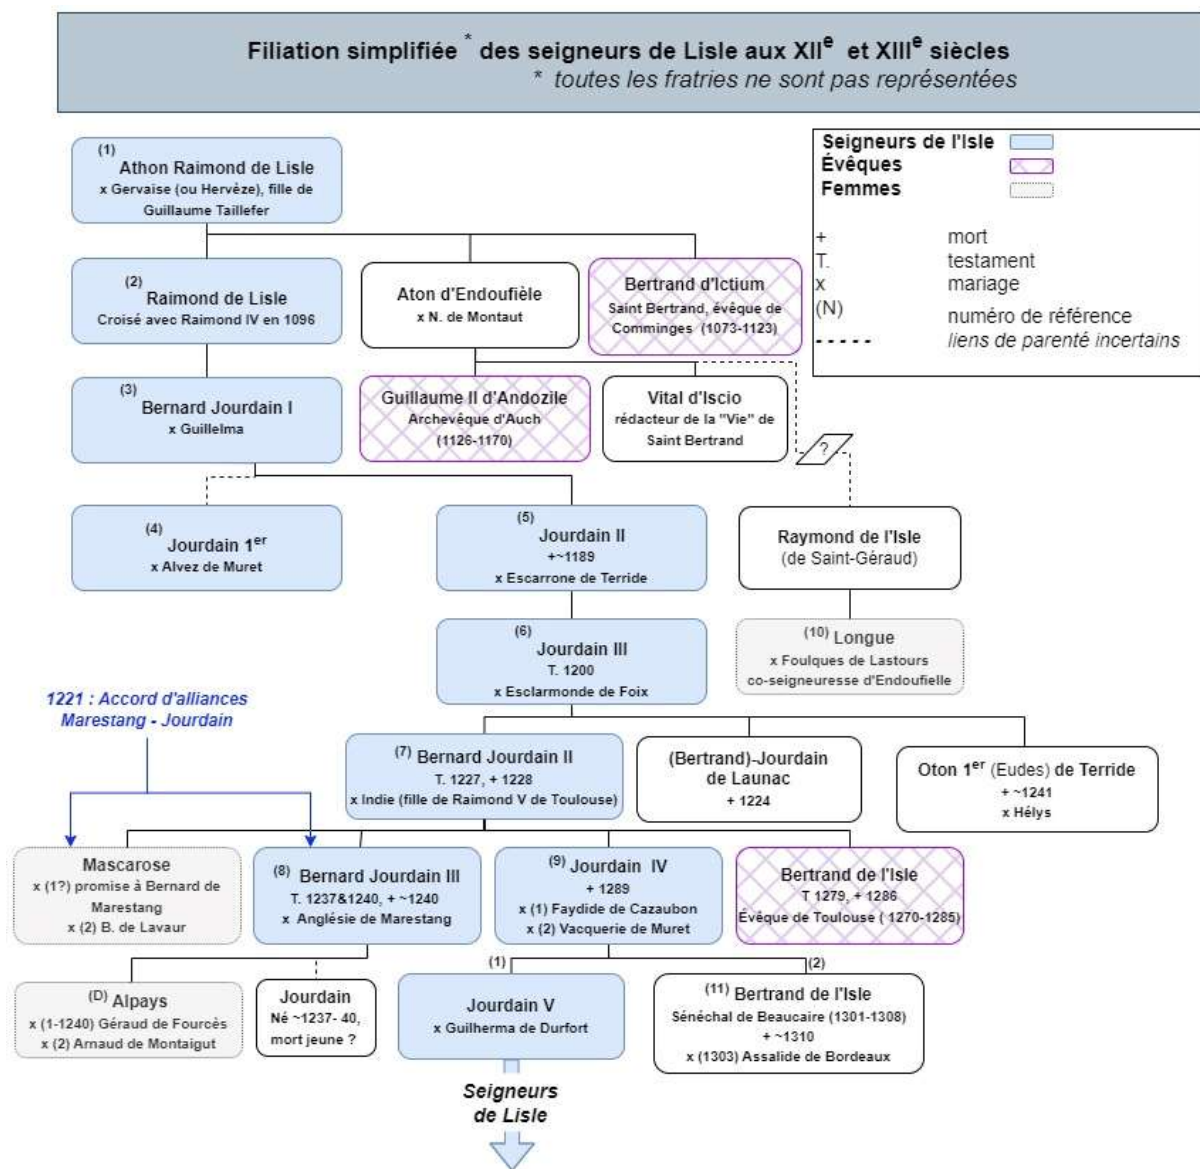 Filiation simplifiée * des seigneurs de Lisle aux XIIe et XIIIe siècles
* toutes les fratries ne sont pas représentées
Seigneurs de l'Isle
Évêques
Femmes
+ mort
T. testament
x mariage
(N) numéro de référence
- - - - - liens de parenté incertains
(1)
Athon Raimond de Lisle
x Gervaise (ou Hervèze), fille de
Guillaume Taillefer
(2)
Raimond de Lisle
Croisé avec Raimond IV en 1096
Aton d'Endoufièle
x N. de Montaut
Bertrand d'Ictium
Saint Bertrand, évêque de
Comminges (1073-1123)
(3)
Bernard Jourdain I
x Guillelma
Guillaume II d'Andozile
Archevêque d'Auch
(1126-1170)
Vital d'Iscio
rédacteur de la "Vie" de
Saint Bertrand
?
(4)
Jourdain 1er
x Alvez de Muret
(5)
Jourdain II
+~1189
x Escarrone de Terride
Raymond de l'Isle
(de Saint-Géraud)
(6)
Jourdain III
T. 1200
x Esclarmonde de Foix
(10) Longue
x Foulques de Lastours
co-seigneuresse d'Endoufielle
1221 : Accord d'alliances
Marestang - Jourdain
(7) Bernard Jourdain II
T. 1227, + 1228
x Indie (fille de Raimond V de Toulouse)
(Bertrand)-Jourdain
de Launac
+ 1224
Oton 1er (Eudes) de Terride
+ ~1241
x Hélys
Mascarose
x (1?) promise à Bernard de
Marestang
x (2) B. de Lavaur
(8) Bernard Jourdain III
T. 1237&1240, + ~1240
x Anglésie de Marestang
(9) Jourdain IV
+ 1289
x (1) Faydide de Cazaubon
x (2) Vacquerie de Muret
Bertrand de l'Isle
T 1279, + 1286
Évêque de Toulouse ( 1270-1285)
(1)
(2)
(D) Alpays
x (1-1240) Géraud de Fourcès
x (2) Arnaud de Montaigut
Jourdain
Né ~1237- 40,
mort jeune ?
Jourdain V
x Guilherma de Durfort
(11) Bertrand de l'Isle
Sénéchal de Beaucaire (1301-1308)
+ ~1310
x (1303) Assalide de Bordeaux
Seigneurs
de Lisle